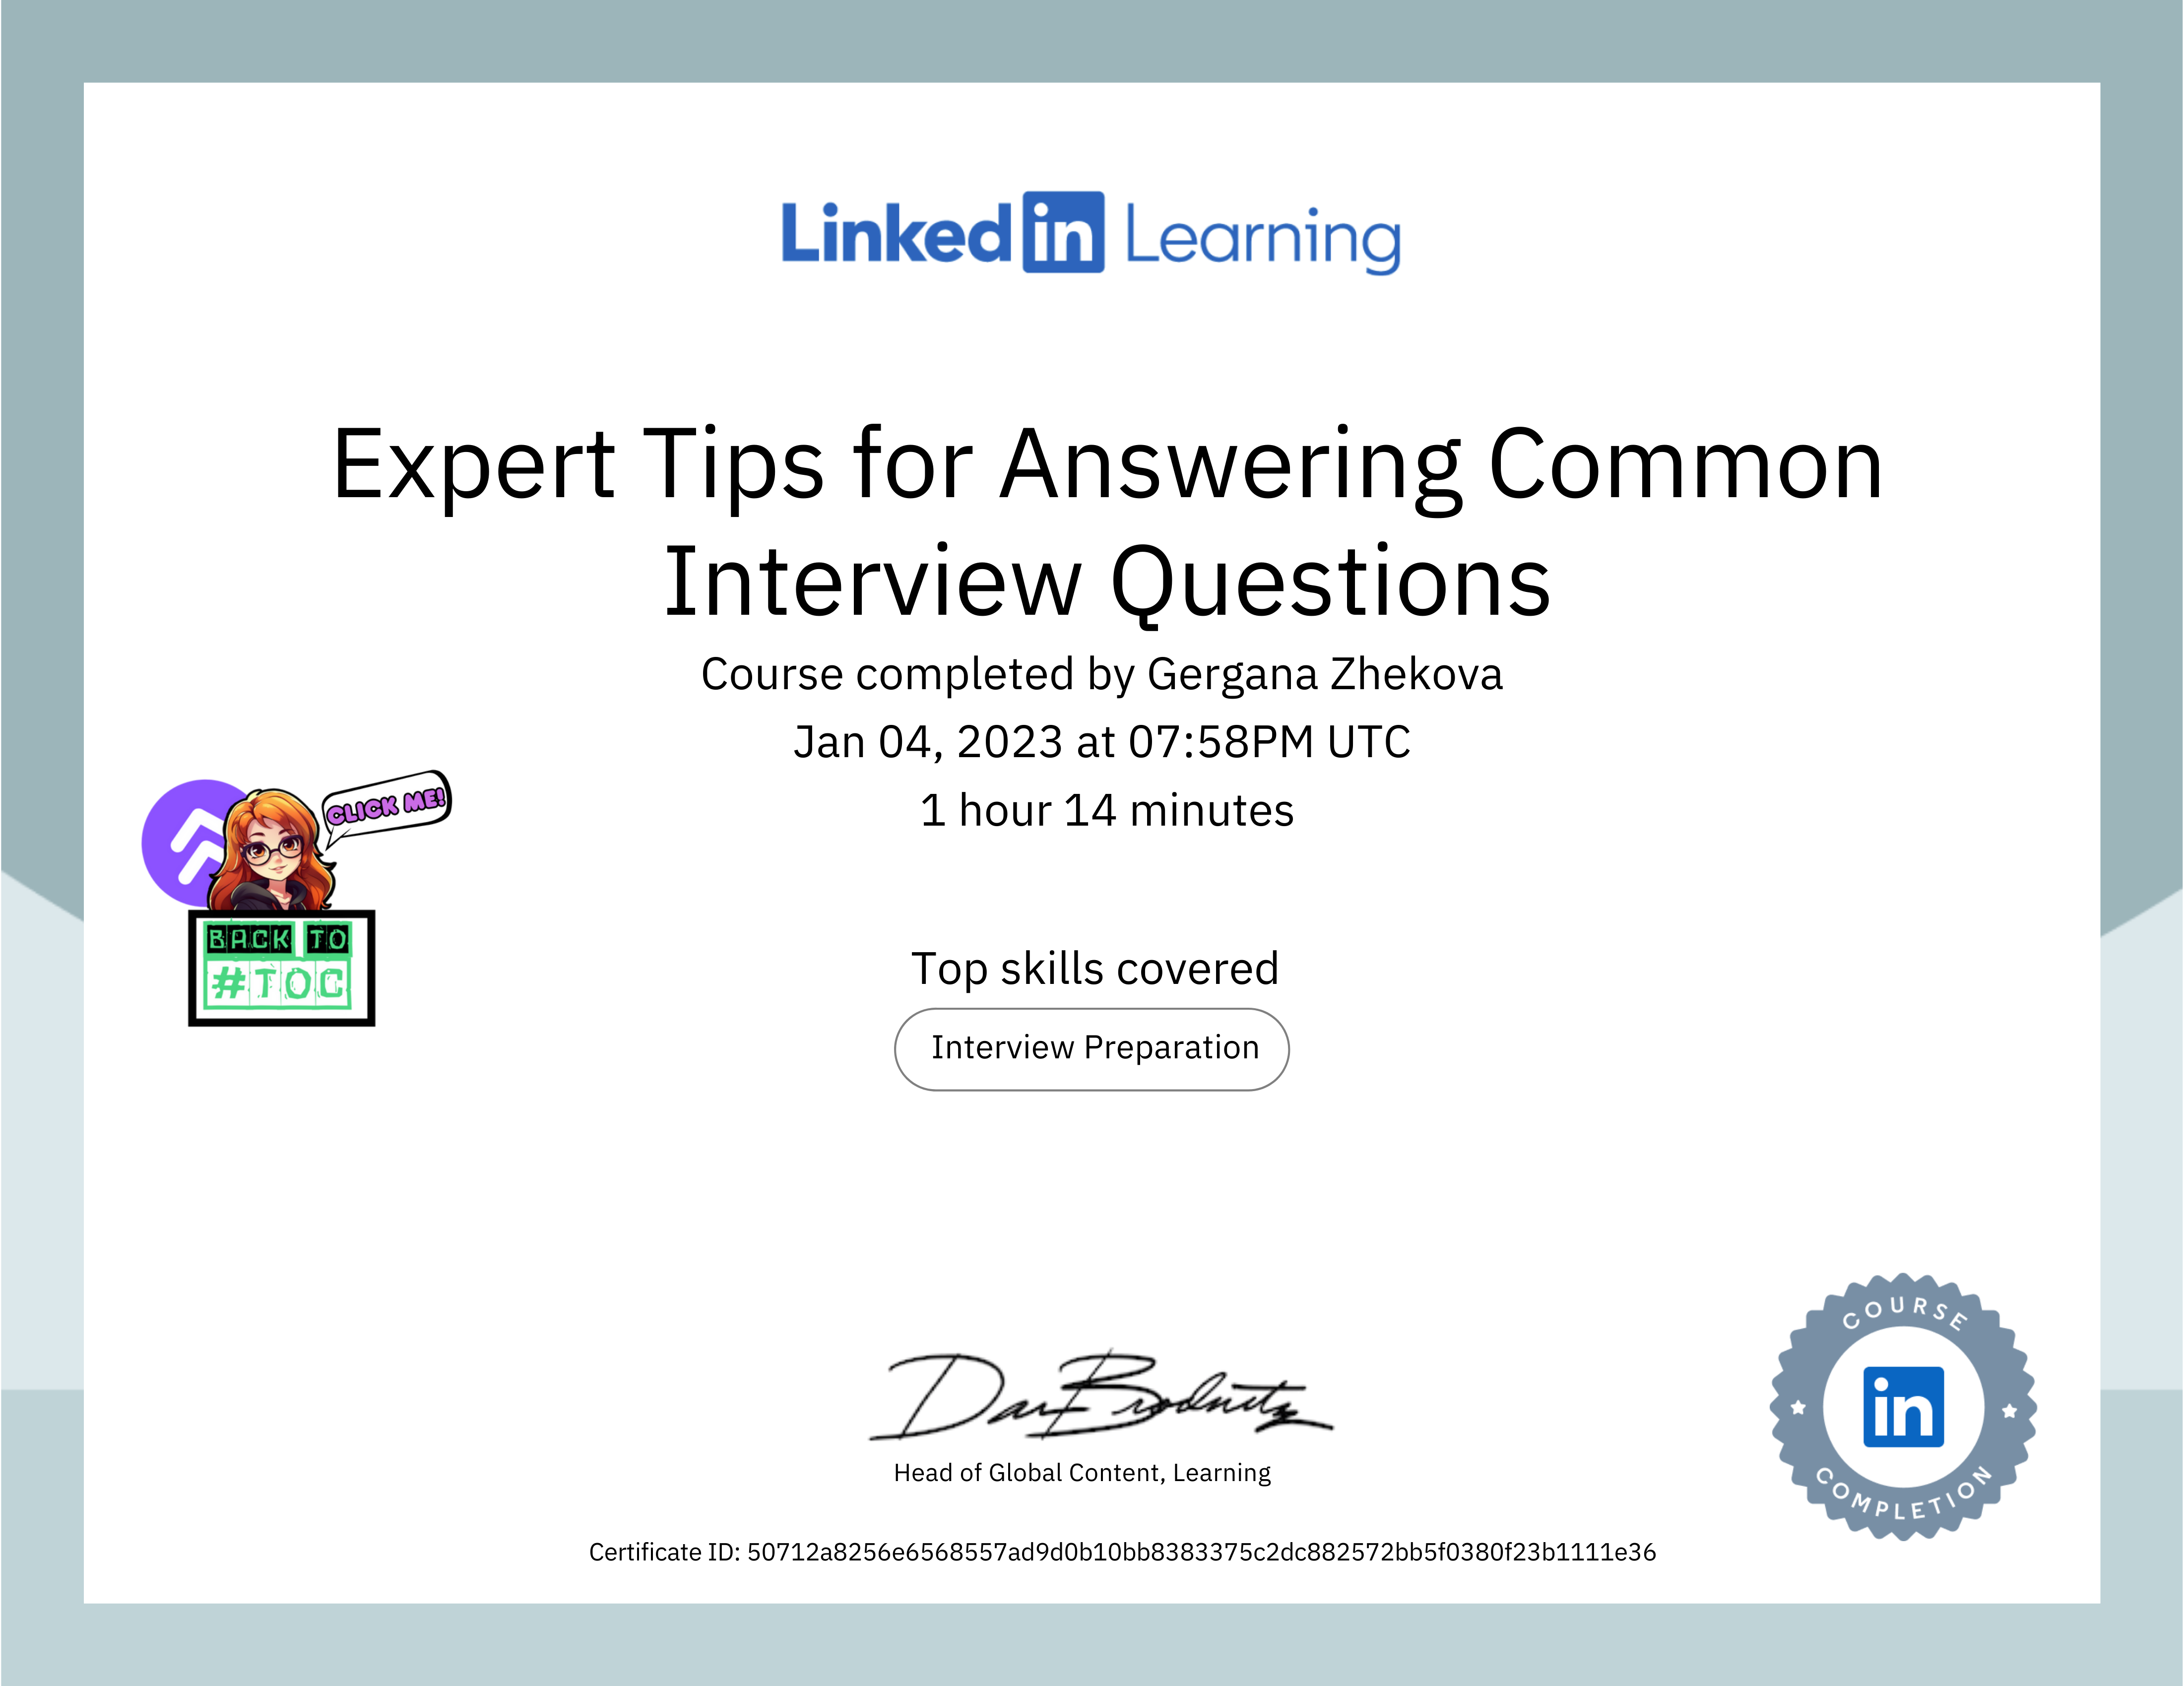 Linked in Learning
Expert Tips for Answering Common
Interview Questions
Course completed by Gergana Zhekova
Jan 04, 2023 at 07:58PM UTC
1 hour 14 minutes
CLICK ME!
BACK TO
#TOC
Top skills covered
Interview Preparation
Dan Brodnitz
Head of Global Content, Learning
COURSE
in
COMPLETION
Certificate ID: 50712a8256e6568557ad9d0b10bb8383375c2dc882572bb5f0380f23b1111e36